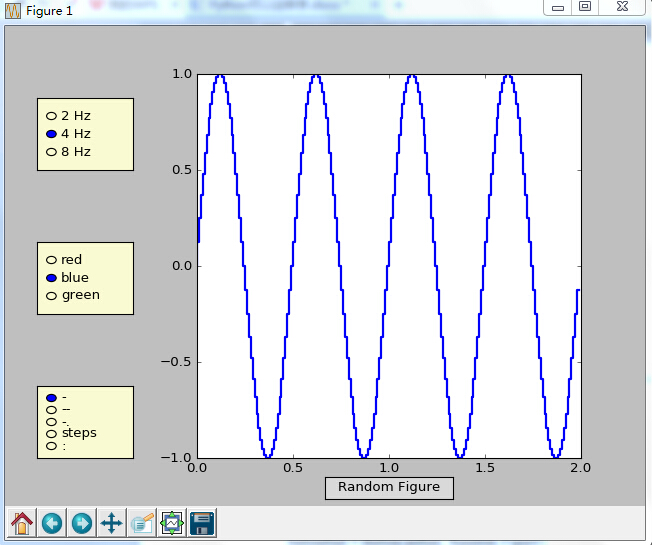 Figure 1
2 Hz
4 Hz
8 Hz
red
blue
green
-
--
-.
steps
:
1.0
0.5
0.0
−0.5
−1.0
0.0 0.5 1.0 1.5 2.0
Random Figure